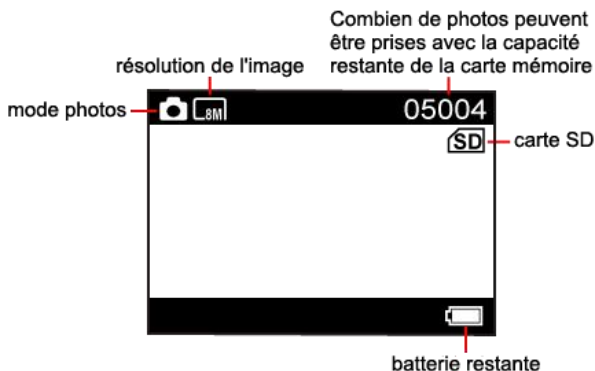 Combien de photos peuvent
être prises avec la capacité
restante de la carte mémoire
résolution de l'image
mode photos
8M
05004
SD
carte SD
batterie restante